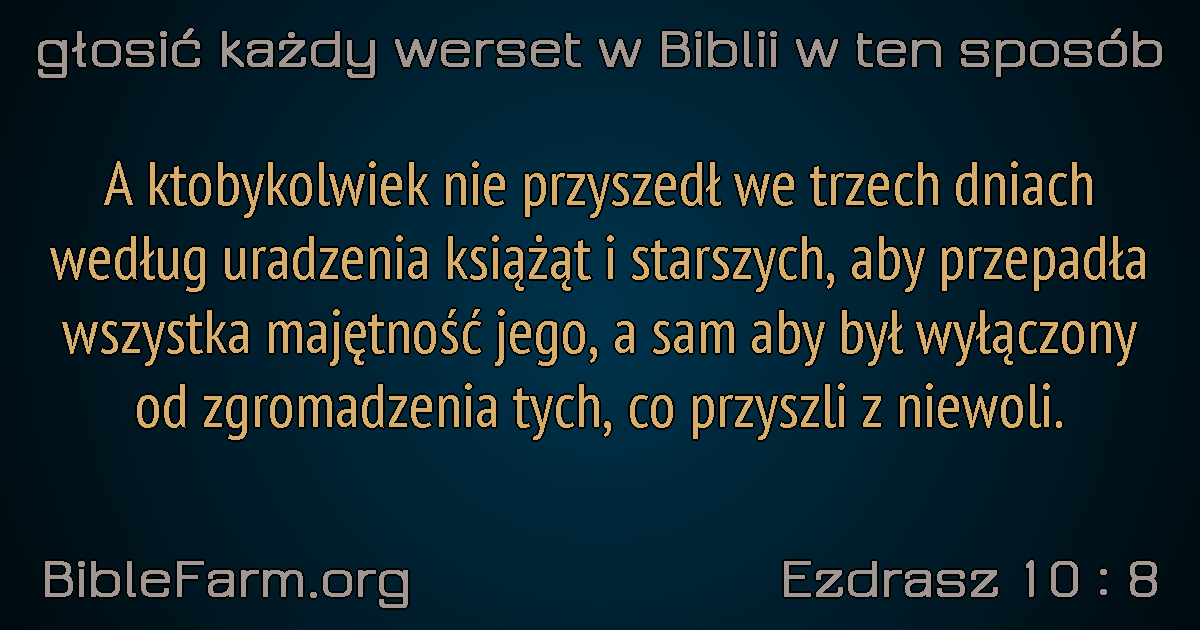 głosić każdy werset w Biblii w ten sposób
A ktobykolwiek nie przyszedł we trzech dniach
według uradzenia książąt i starszych, aby przepadła
wszystka majętność jego, a sam aby był wyłączony
od zgromadzenia tych, co przyszli z niewoli.
BibleFarm.org
Ezdrasz 10 : 8